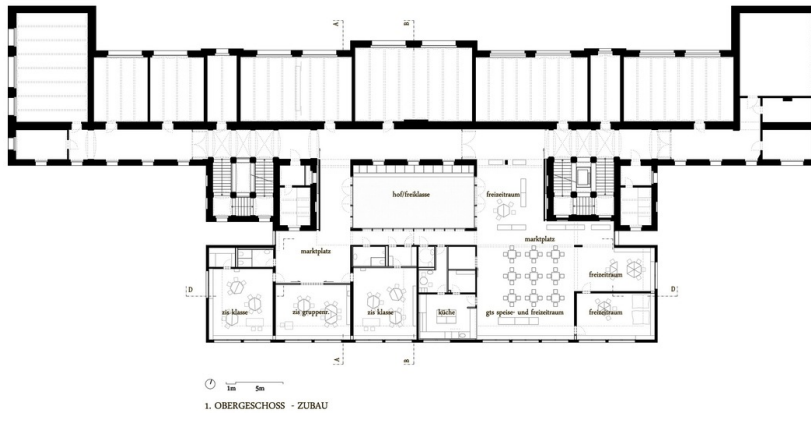 A
B
hof/freiklasse
freizeitraum
marktplatz
marktplatz
freizeitraum
D
D
zis klasse
zis gruppenr.
zis klasse
küche
gts speise- und freizeitraum
freizeitraum
A
B
1m 5m
1. OBERGESCHOSS - ZUBAU